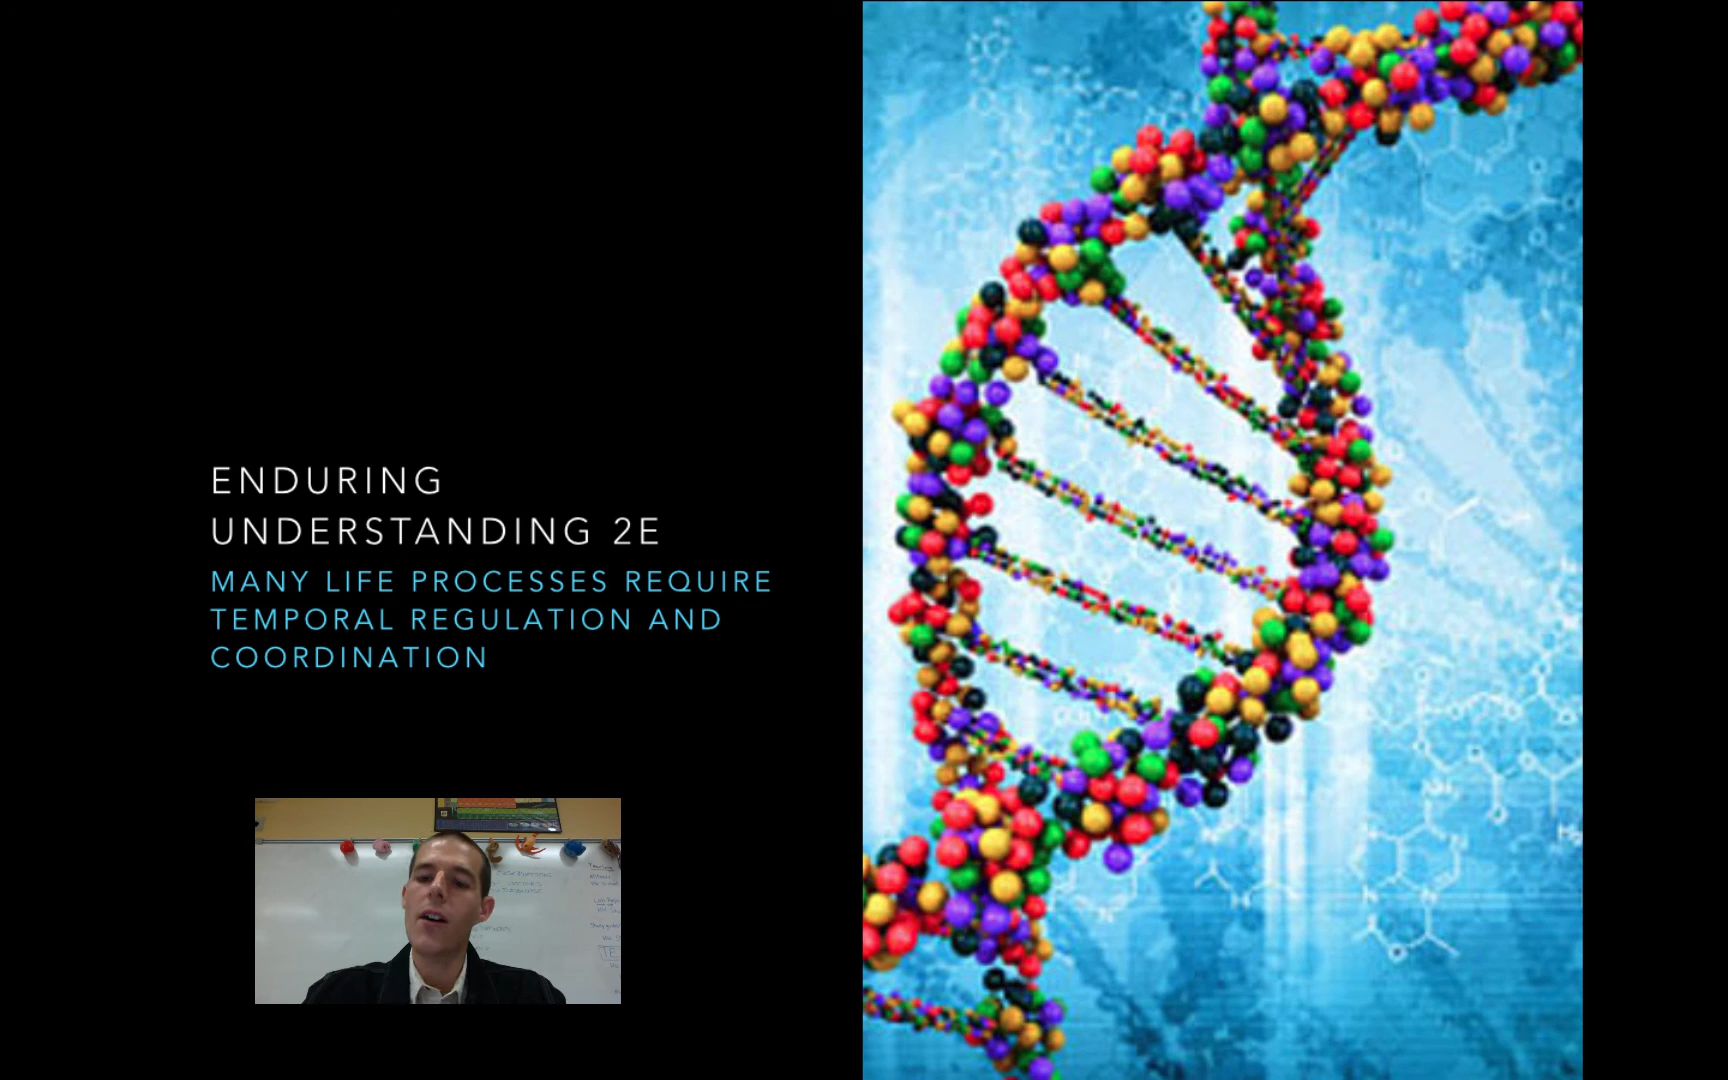 ENDURING
UNDERSTANDING 2E
MANY LIFE PROCESSES REQUIRE
TEMPORAL REGULATION AND
COORDINATION